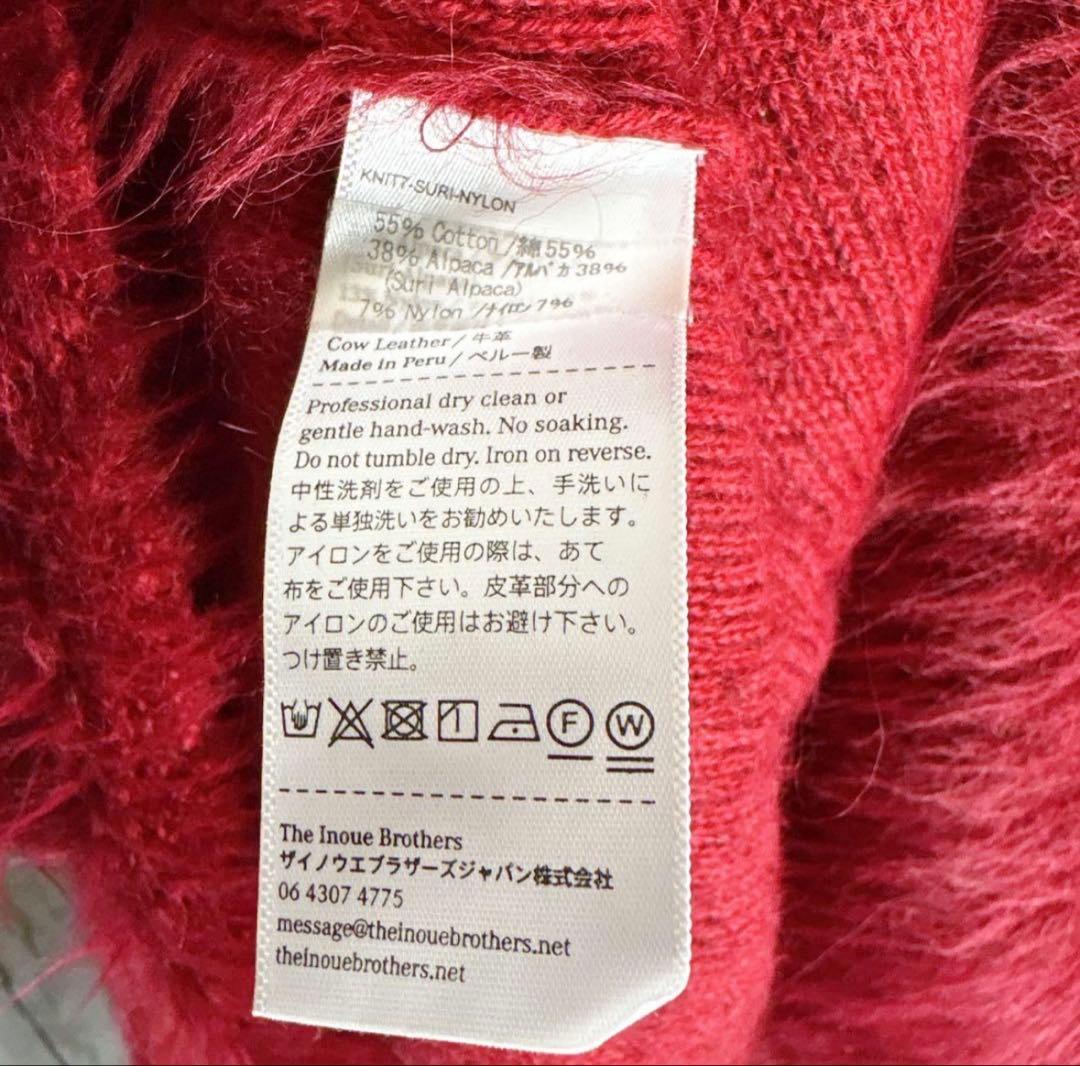 KNIT7-SURI-NYLON
55% Cotton /綿55%
38% Alpaca /アルパカ38%
(Suri Alpaca)
7% Nylon /ナイロン7%
Cow Leather / 牛革
Made in Peru / ペルー製
Professional dry clean or
gentle hand-wash. No soaking.
Do not tumble dry. Iron on reverse.
中性洗剤をご使用の上、手洗いに
よる単独洗いをお勧めいたします。
アイロンをご使用の際は、あて
布をご使用下さい。皮革部分への
アイロンのご使用はお避け下さい。
つけ置き禁止。
F W
The Inoue Brothers
ザイノウエブラザーズジャパン株式会社
06 4307 4775
message@theinouebrothers.net
theinouebrothers.net